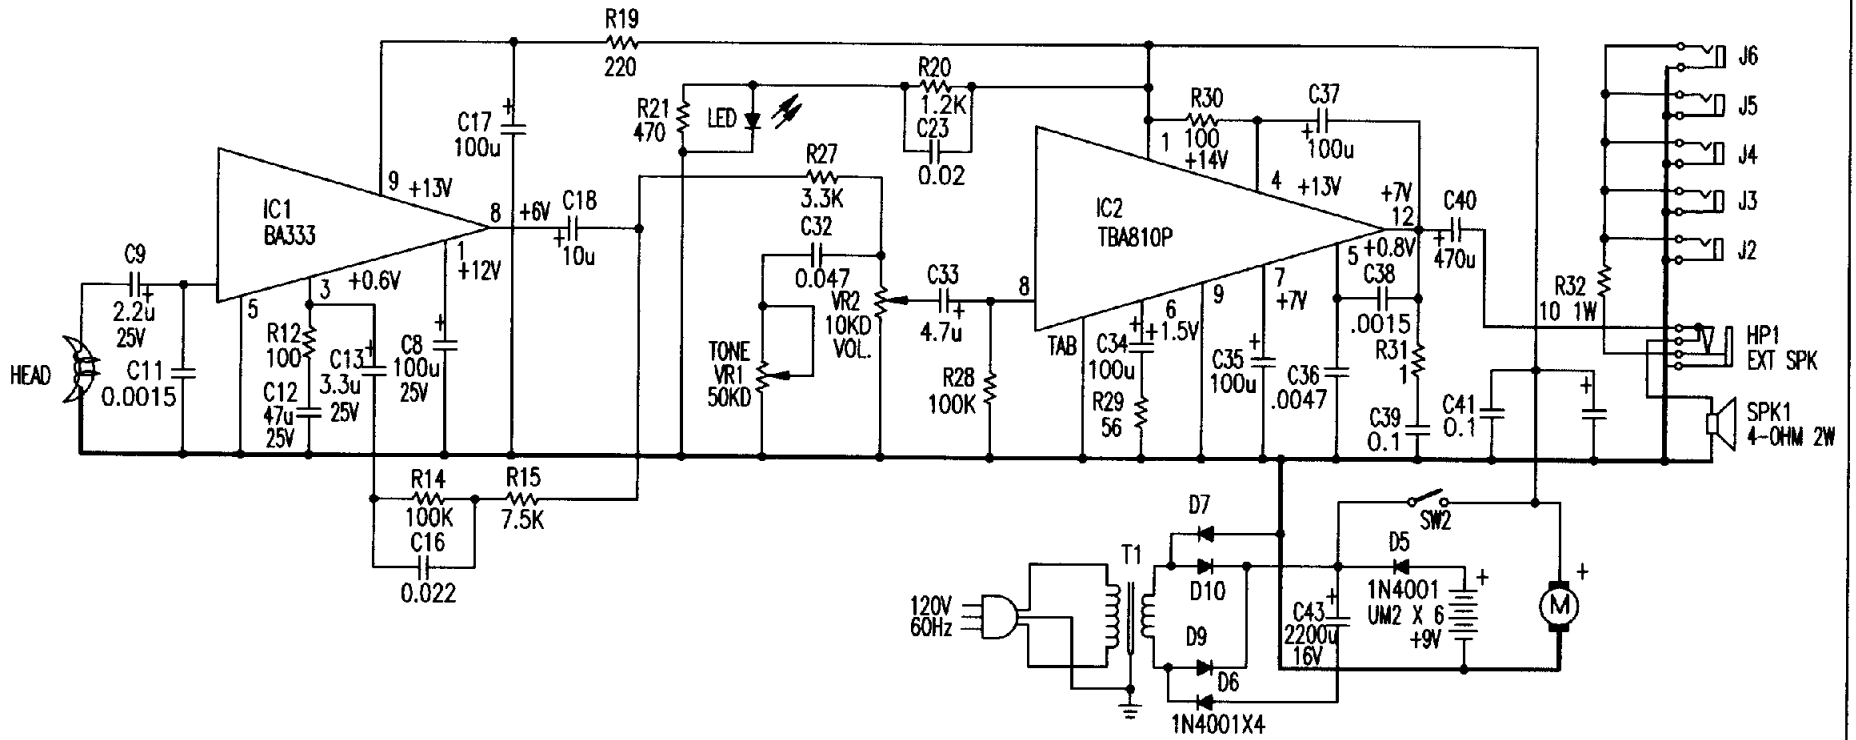 R19
220
R20
1.2K
C23
0.02
R21
470
LED
C17
100u
R27
3.3K
C32
0.047
R30
100
+14V
C37
100u
1
4
+13V
+7V
12
C40
470u
+
J6
J5
J4
J3
J2
R32
10 1W
HP1
EXT SPK
SPK1
4-OHM 2W
9
+13V
IC1
BA333
8
+6V
C18
10u
+
1
+12V
3
+0.6V
5
C9
2.2u
+
25V
HEAD
C11
0.0015
R12
100
C12
47u
25V
C13
3.3u
25V
+
C8
100u
25V
+
R14
100K
R15
7.5K
C16
0.022
TONE
VR1
50KD
VR2
10KD
VOL.
C33
4.7u
+
R28
100K
8
IC2
TBA810P
TAB
6
+1.5V
9
7
+7V
5
+0.8V
C34
100u
+
R29
56
C35
100u
+
C36
.0047
C38
.0015
R31
1
C39
0.1
C41
0.1
+
SW2
D7
D10
D9
D6
1N4001X4
T1
120V
60Hz
C43
2200u
16V
+
D5
1N4001
UM2 X 6
+9V
+
M
+